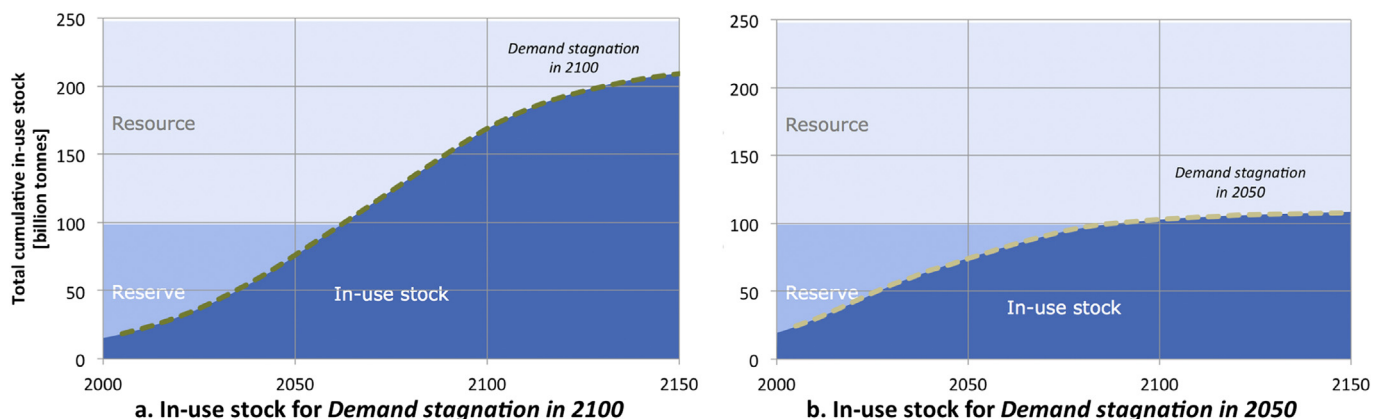 250
200
150
100
50
0
Total cumulative in-use stock
[billion tonnes]
Demand stagnation
in 2100
Resource
Reserve
In-use stock
2000 2050 2100 2150
a. In-use stock for Demand stagnation in 2100
250
200
150
100
50
0
Resource
Demand stagnation
in 2050
Reserve
In-use stock
2000 2050 2100 2150
b. In-use stock for Demand stagnation in 2050